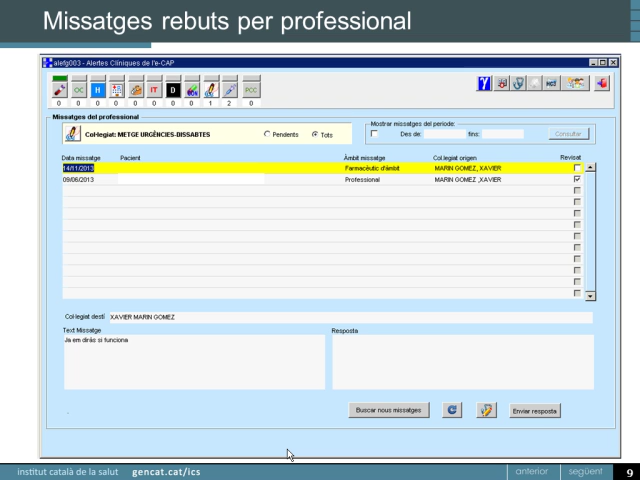 Missatges rebuts per professional
alefg003 - Alertes Clíniques de l'e-CAP
OC H IT D PCC
0 0 0 0 0 0 0 0 1 2 0
Missatges del professional
Col·legiat: METGE URGÈNCIES-DISSABTES
Pendents Tots
Mostrar missatges del període:
Des de: fins: Consultar
Data missatge Pacient Àmbit missatge Col.legiat origen Revisat
14/11/2013 Farmacèutic d'àmbit MARIN GOMEZ, XAVIER
09/06/2013 Professional MARIN GOMEZ ,XAVIER
Col·legiat destí XAVIER MARIN GOMEZ
Text Missatge Resposta
Ja em diràs si funciona
Buscar nous missatges Enviar resposta
institut català de la salut gencat.cat/ics anterior següent 9